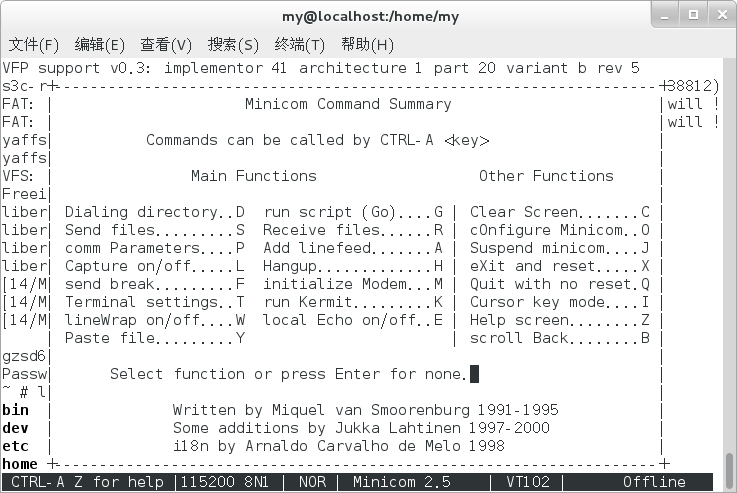 my@localhost:/home/my
文件(F) 编辑(E) 查看(V) 搜索(S) 终端(T) 帮助(H)
VFP support v0.3: implementor 41 architecture 1 part 20 variant b rev 5
s3c-r+----------------------------------------------------------------------+38812)
FAT: | Minicom Command Summary |will !
FAT: | |will !
yaffs| Commands can be called by CTRL-A <key> |
yaffs| |
VFS: | Main Functions Other Functions |
Freei| |
liber| Dialing directory..D run script (Go)....G | Clear Screen.......C |
liber| Send files.........S Receive files......R | cOnfigure Minicom..O |
liber| comm Parameters....P Add linefeed.......A | Suspend minicom....J |
liber| Capture on/off.....L Hangup.............H | eXit and reset.....X |
[14/M| send break.........F initialize Modem...M | Quit with no reset.Q |
[14/M| Terminal settings..T run Kermit.........K | Cursor key mode....I |
[14/M| lineWrap on/off....W local Echo on/off..E | Help screen........Z |
| Paste file.........Y | scroll Back........B |
gzsd6| |
Passw| Select function or press Enter for none. |
~ # l| |
bin | Written by Miquel van Smoorenburg 1991-1995 |
dev | Some additions by Jukka Lahtinen 1997-2000 |
etc | i18n by Arnaldo Carvalho de Melo 1998 |
home +----------------------------------------------------------------------+
CTRL-A Z for help |115200 8N1 | NOR | Minicom 2.5 | VT102 | Offline